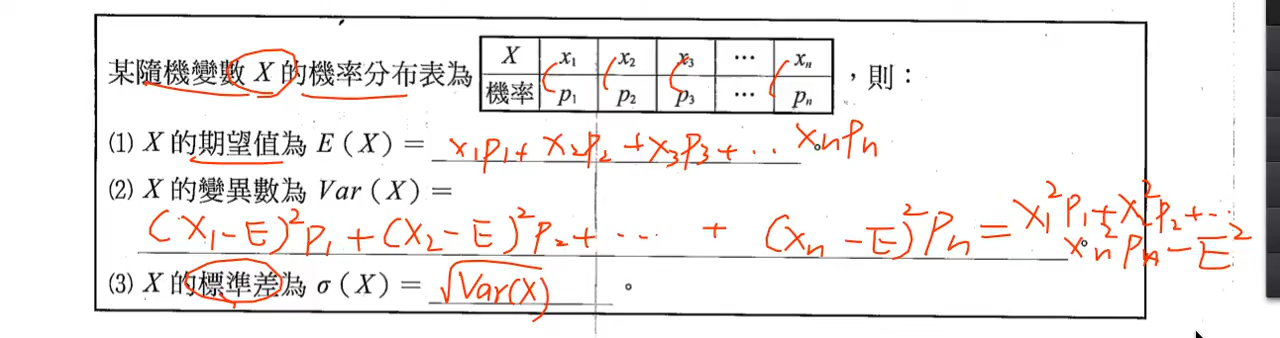 某隨機變數 X 的機率分布表為
X x₁ x₂ x₃ ⋯ xₙ
機率 p₁ p₂ p₃ ⋯ pₙ
,則:
(1) X 的期望值為 E(X) = x₁p₁ + x₂p₂ + x₃p₃ + ⋯ xₙpₙ 。
(2) X 的變異數為 Var(X) =
(x₁ − E)²p₁ + (x₂ − E)²p₂ + ⋯ + (xₙ − E)²pₙ = x₁²p₁ + x₂²p₂ + ⋯
xₙ²pₙ − E² 。
(3) X 的標準差為 σ(X) = √Var(X) 。